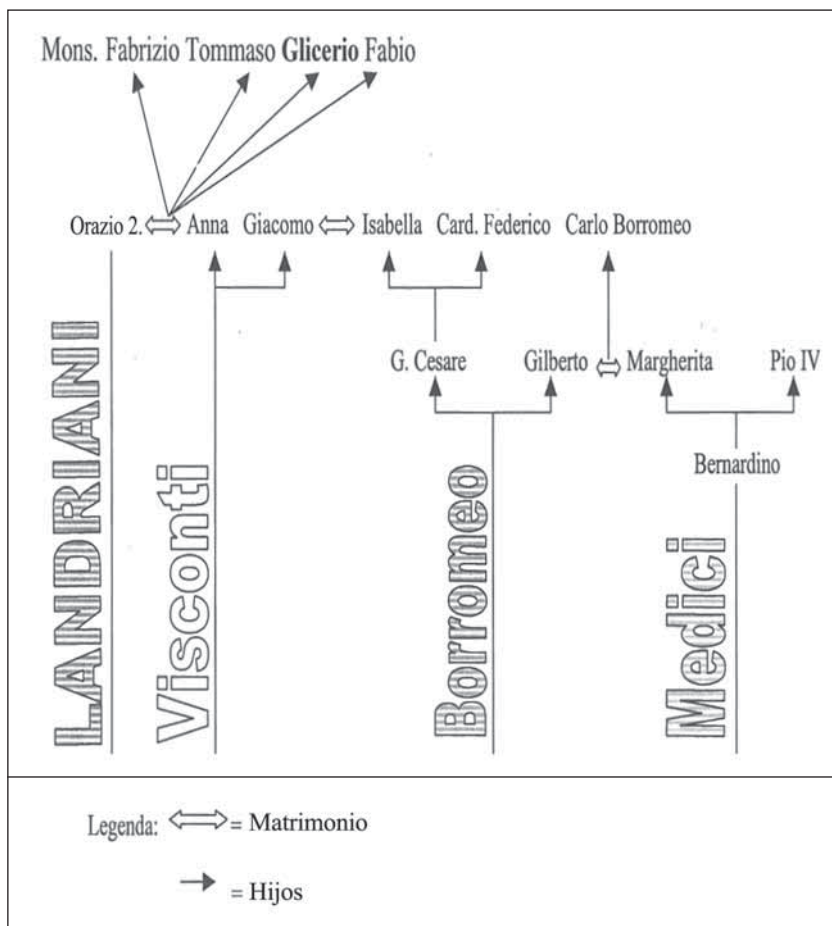 Mons. Fabrizio Tommaso Glicerio Fabio
Orazio 2. Anna Giacomo Isabella Card. Federico Carlo Borromeo
G. Cesare Gilberto Margherita Pio IV
Bernardino
LANDRIANI
Visconti
Borromeo
Medici
Legenda: = Matrimonio
= Hijos